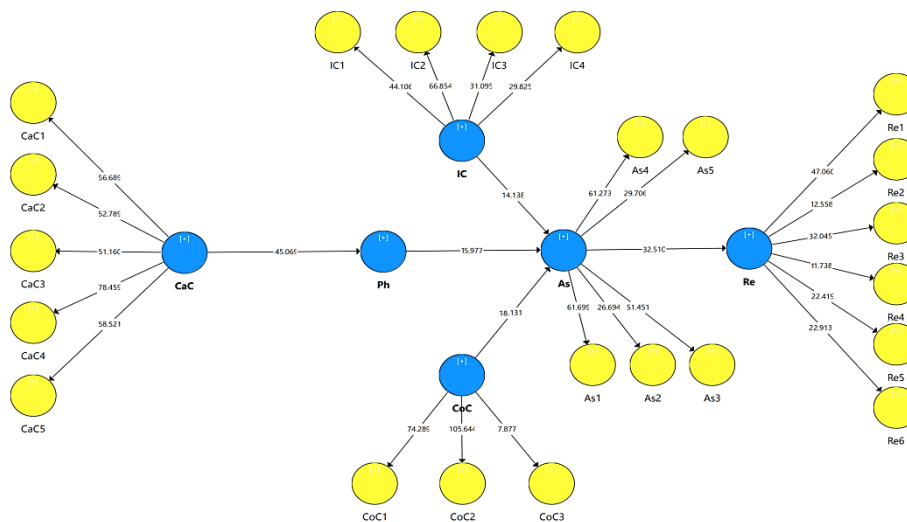 [+] [+] [+] [+]
IC1 IC2 IC3 IC4
44.106 66.854 31.095 29.825
[+]
IC
14.138
[+]
CaC1
[+]
CaC2
[+]
CaC3
[+]
CaC4
[+]
CaC5
56.689
52.789
51.160
78.459
58.521
[+]
CaC
45.069
[+]
Ph
15.977
[+]
As
[+] [+]
As4 As5
61.273 29.706
61.699 26.694 51.451
[+] [+] [+]
As1 As2 As3
18.131
[+]
CoC
74.289 105.644 7.877
[+] [+] [+]
CoC1 CoC2 CoC3
32.510
[+]
Re
47.060
12.558
32.045
11.738
22.419
22.913
[+]
Re1
[+]
Re2
[+]
Re3
[+]
Re4
[+]
Re5
[+]
Re6